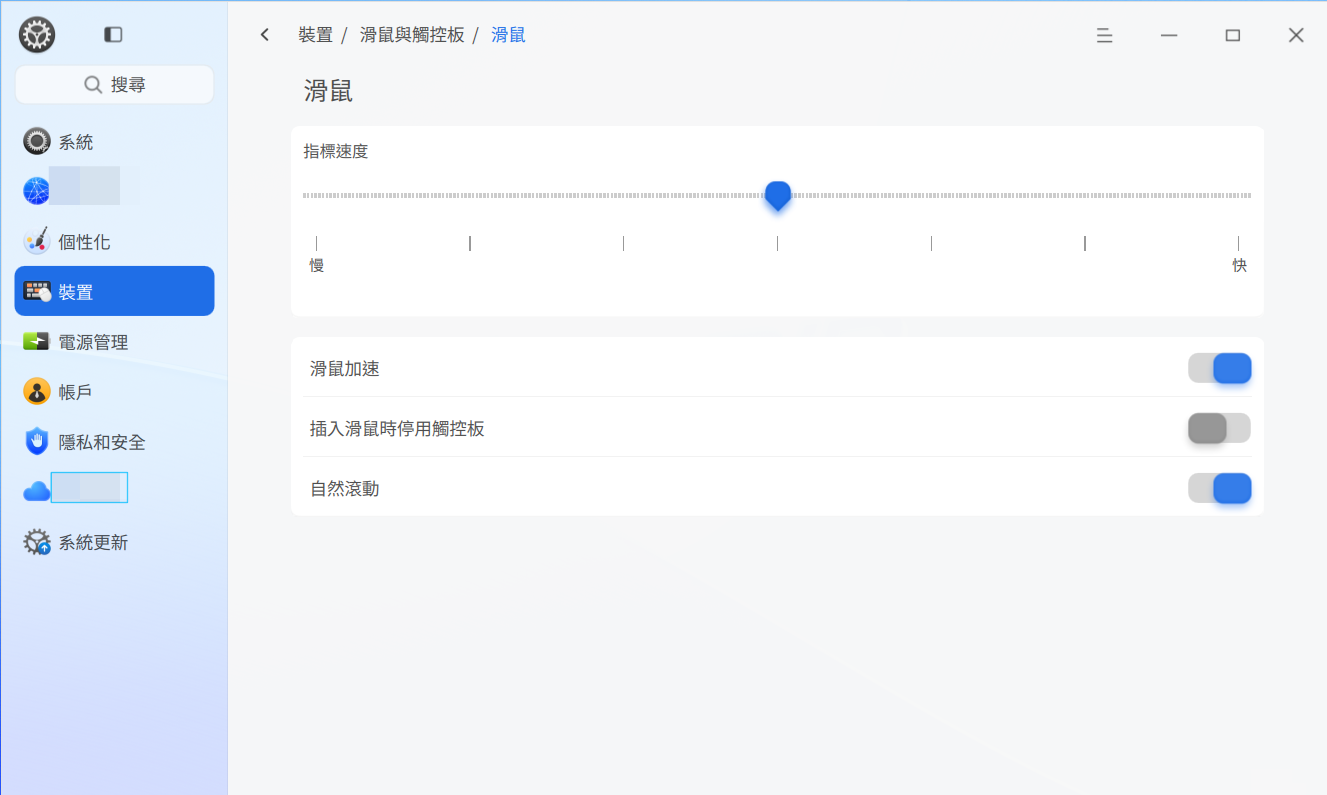 裝置 / 滑鼠與觸控板 / 滑鼠
搜尋
系統
個性化
裝置
電源管理
帳戶
隱私和安全
系統更新
滑鼠
指標速度
慢
快
滑鼠加速
插入滑鼠時停用觸控板
自然滾動